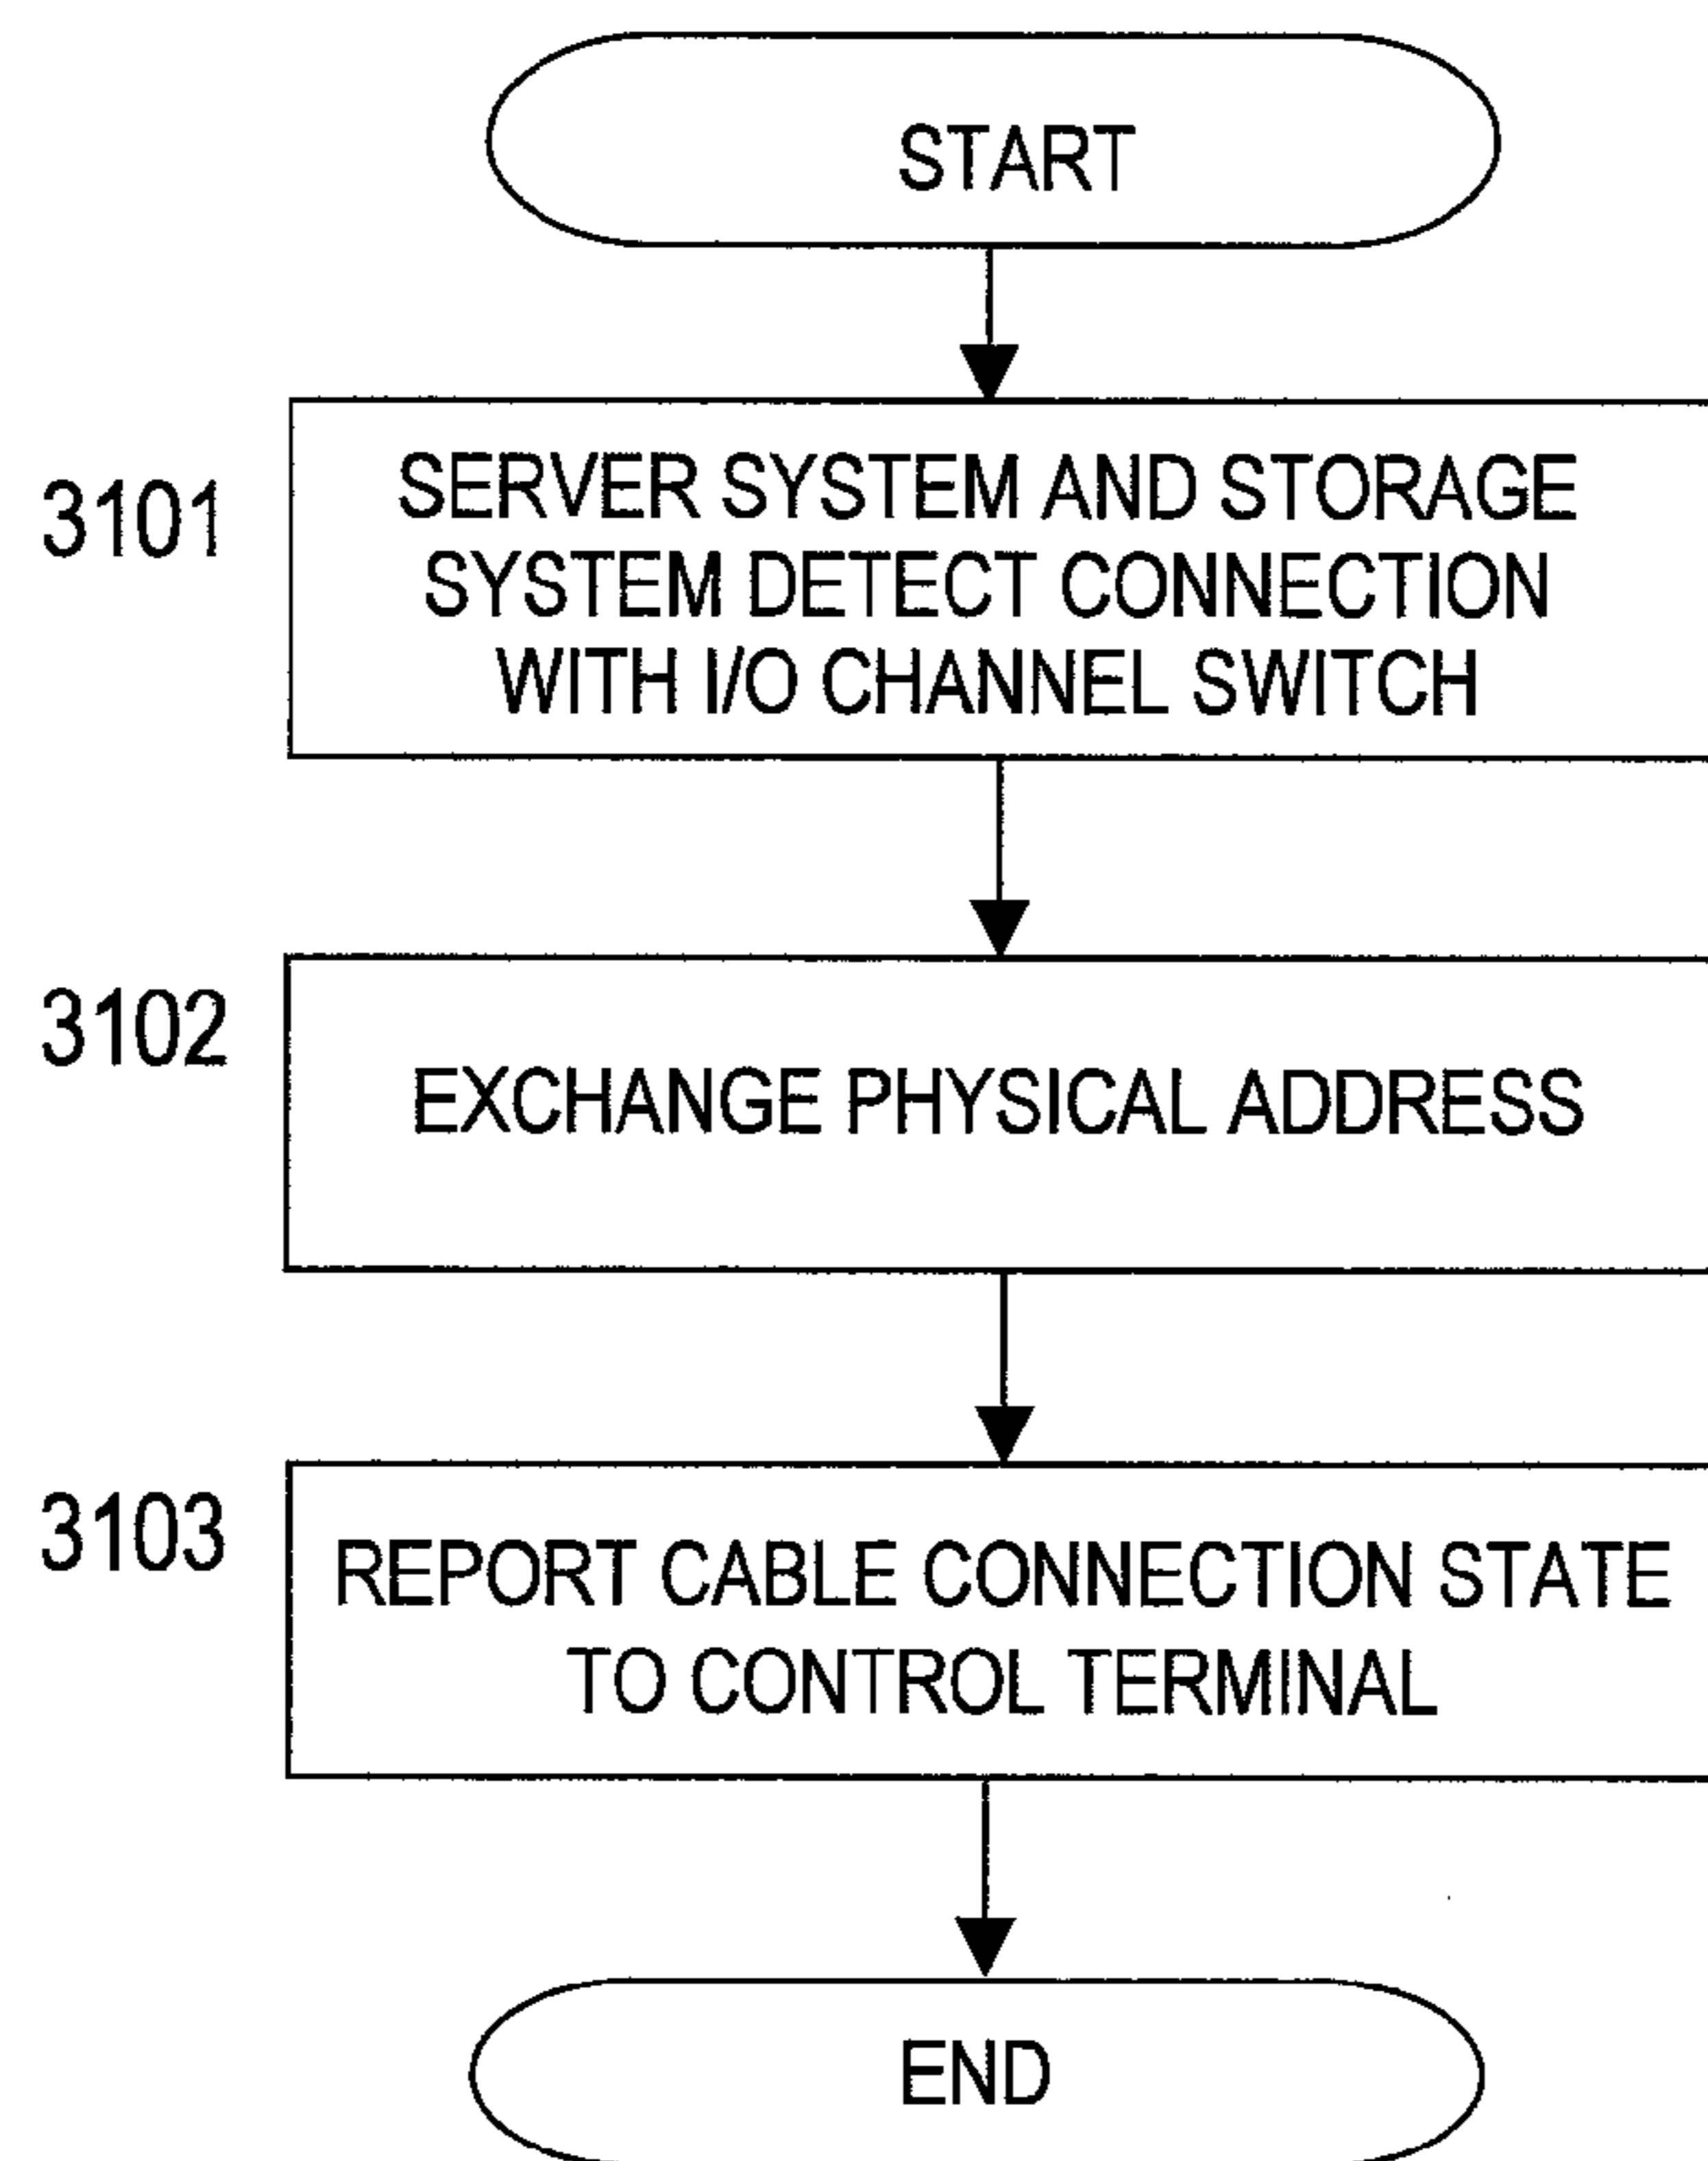 START
3101
SERVER SYSTEM AND STORAGE
SYSTEM DETECT CONNECTION
WITH I/O CHANNEL SWITCH
3102
EXCHANGE PHYSICAL ADDRESS
3103
REPORT CABLE CONNECTION STATE
TO CONTROL TERMINAL
END